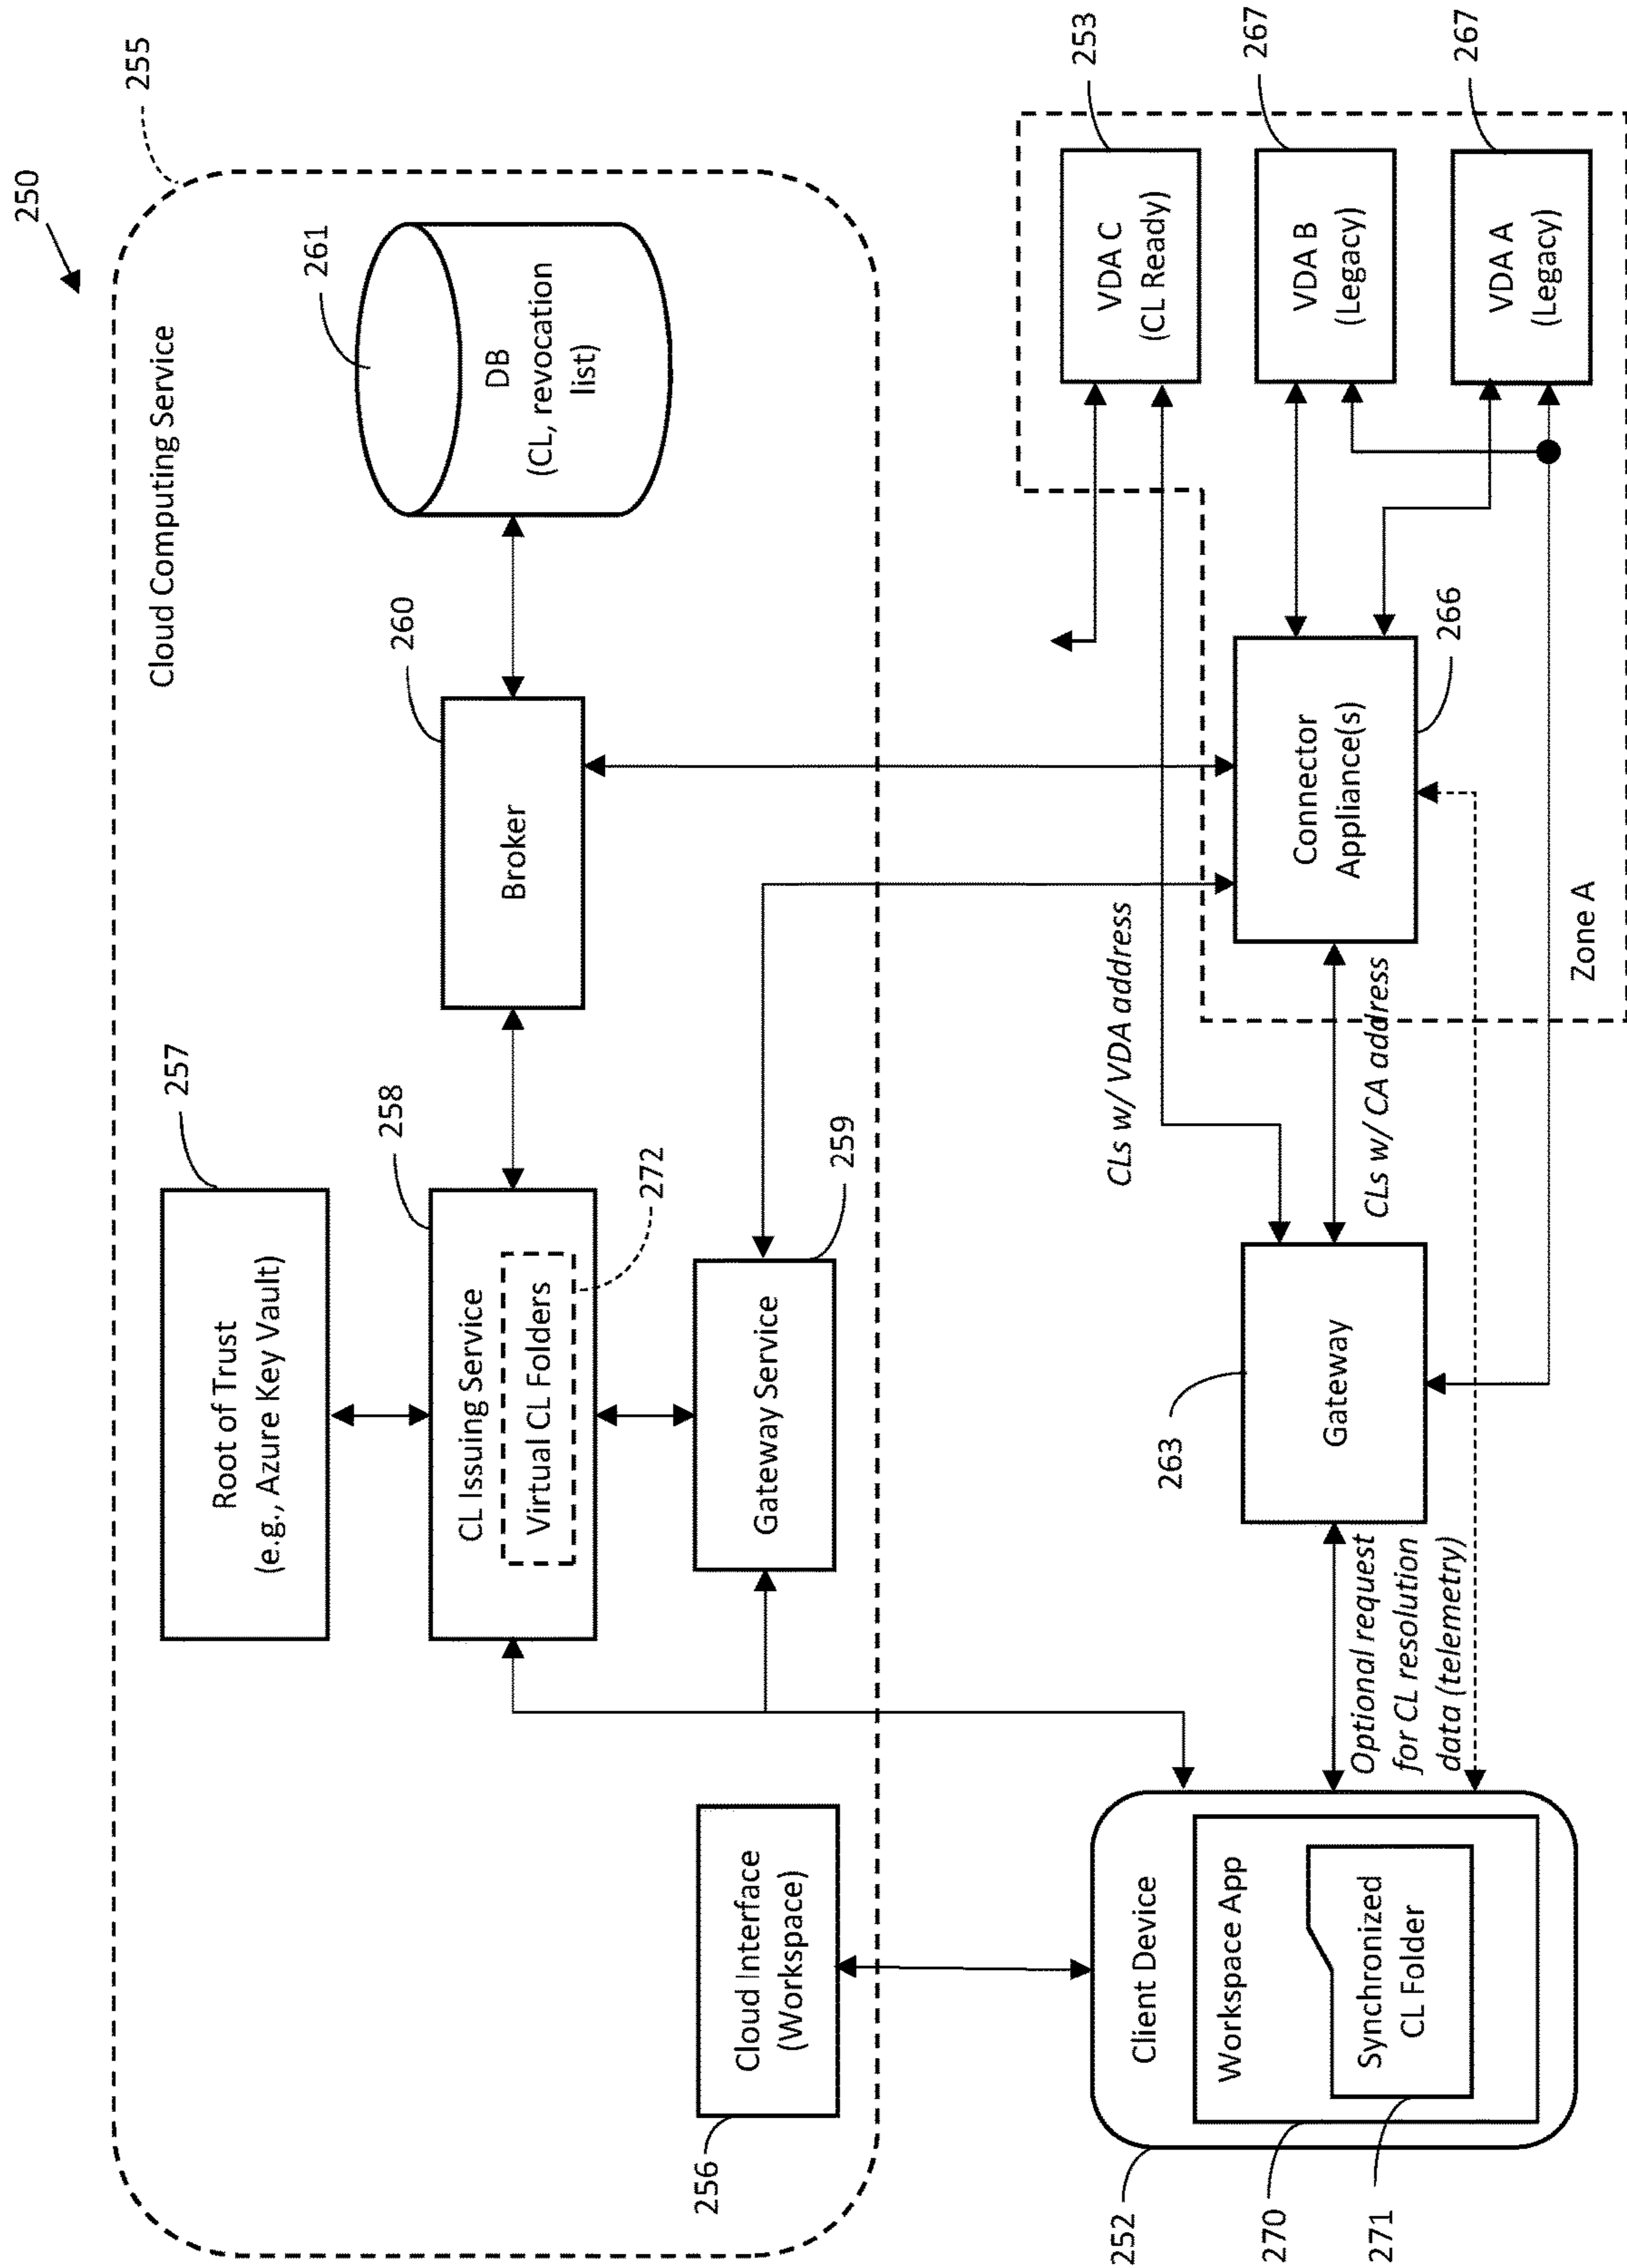 250
255
Cloud Computing Service
257
Root of Trust
(e.g., Azure Key Vault)
258
CL Issuing Service
Virtual CL Folders
272
260
Broker
261
DB
(CL, revocation
list)
256
Cloud Interface
(Workspace)
259
Gateway Service
252
Client Device
270
Workspace App
271
Synchronized
CL Folder
263
Gateway
Optional request
for CL resolution
data (telemetry)
CLs w/ VDA address
CLs w/ CA address
266
Connector
Appliance(s)
Zone A
253
VDA C
(CL Ready)
267
VDA B
(Legacy)
267
VDA A
(Legacy)